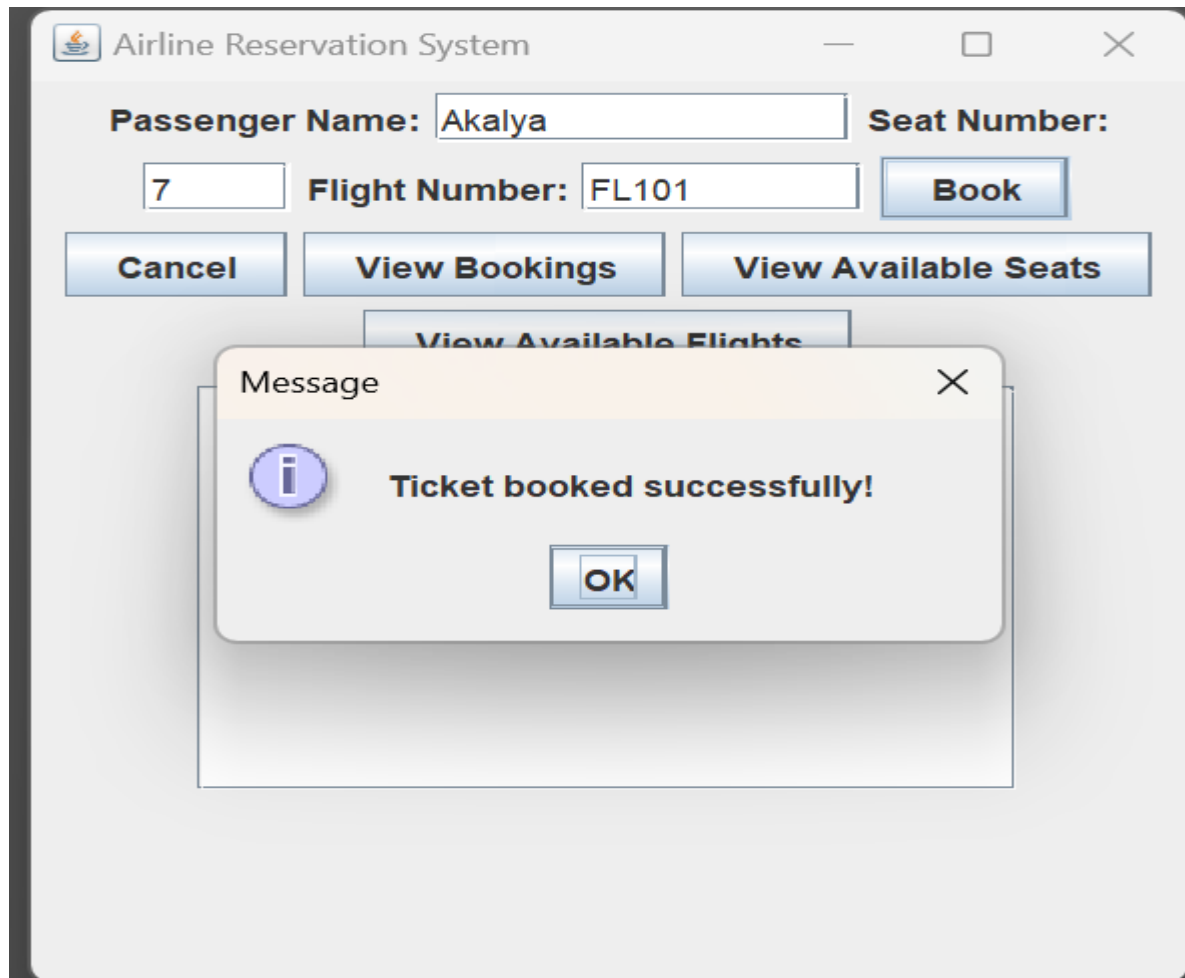 Airline Reservation System
Passenger Name: Akalya Seat Number:
7 Flight Number: FL101 Book
Cancel View Bookings View Available Seats
View Available Flights
Message
i Ticket booked successfully!
OK